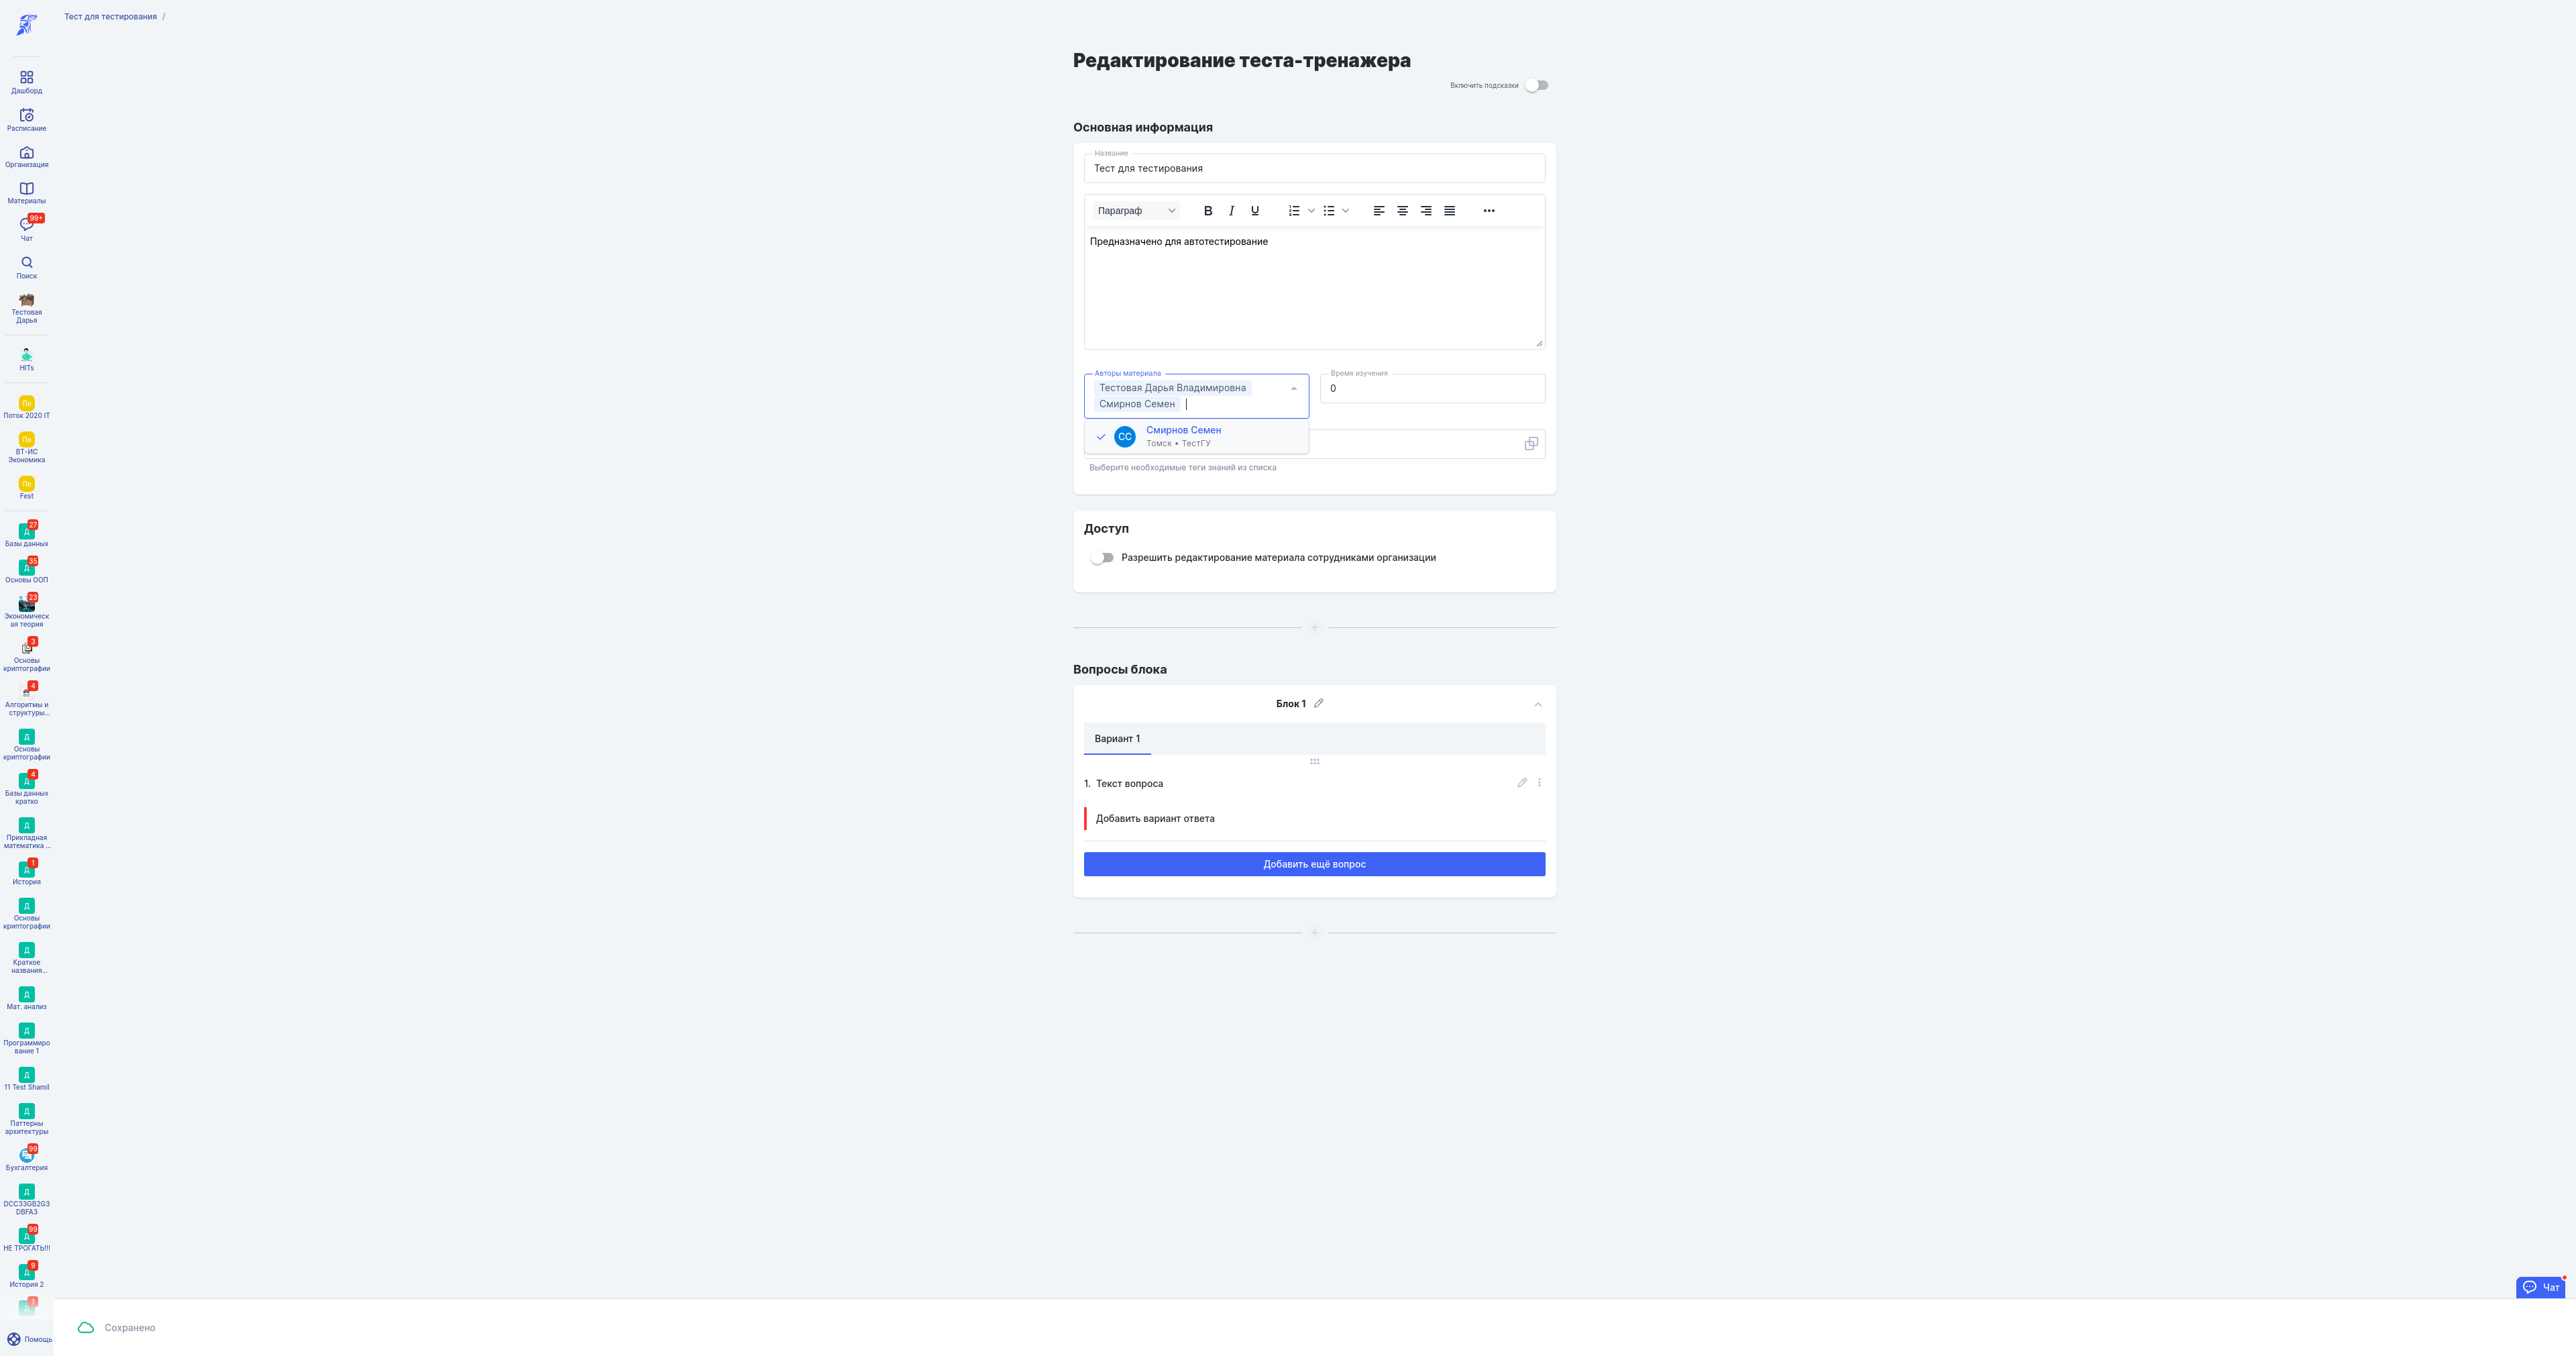 Тест для тестирования /
Дашборд
Расписание
Организация
Материалы
99+
Чат
Поиск
Тестовая
Дарья
HITs
По
Поток 2020 IT
По
ВТ-ИС
Экономика
По
Fest
27
Д
Базы данных
35
Д
Основы ООП
23
Экономическ
ая теория
3
Основы
криптографии
4
Алгоритмы и
структуры...
Д
Основы
криптографии
4
Д
Базы данных
кратко
Д
Прикладная
математика ...
1
Д
История
Д
Основы
криптографии
Д
Краткое
названия...
Д
Мат. анализ
Д
Программиро
вание 1
Д
11 Test Shamil
Д
Паттерны
архитектуры
99
Бухгалтерия
Д
DCC33GB2G3
DBFA3
99
Д
НЕ ТРОГАТЬ!!!
9
Д
История 2
1
Д
Помощь
Редактирование теста-тренажера
Включить подсказки
Основная информация
Название
Тест для тестирования
Параграф
Предназначено для автотестирование
Авторы материала
Тестовая Дарья Владимировна
Смирнов Семен
Время изучения
0
СС
Смирнов Семен
Томск • ТестГУ
Выберите необходимые теги знаний из списка
Доступ
Разрешить редактирование материала сотрудниками организации
Вопросы блока
Блок 1
Вариант 1
1. Текст вопроса
Добавить вариант ответа
Добавить ещё вопрос
Чат
Сохранено